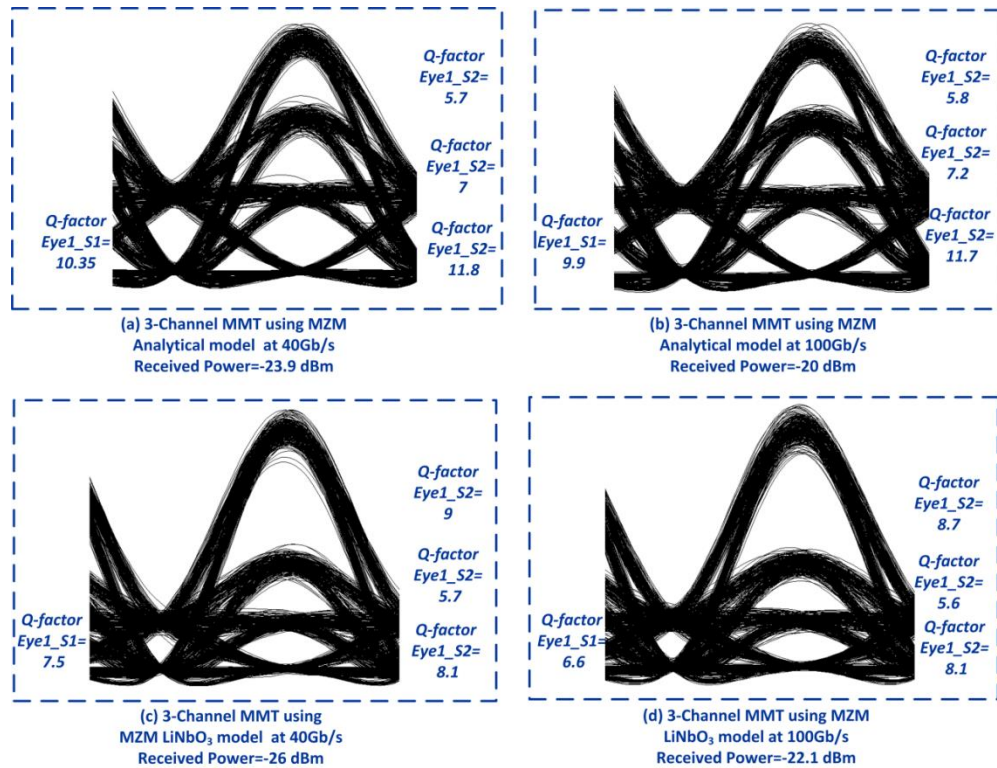 Q-factor
Eye1_S2=
5.7
Q-factor
Eye1_S2=
7
Q-factor
Eye1_S1=
10.35
Q-factor
Eye1_S2=
11.8
(a) 3-Channel MMT using MZM
Analytical model at 40Gb/s
Received Power=-23.9 dBm
Q-factor
Eye1_S2=
5.8
Q-factor
Eye1_S2=
7.2
Q-factor
Eye1_S1=
9.9
Q-factor
Eye1_S2=
11.7
(b) 3-Channel MMT using MZM
Analytical model at 100Gb/s
Received Power=-20 dBm
Q-factor
Eye1_S2=
9
Q-factor
Eye1_S2=
5.7
Q-factor
Eye1_S1=
7.5
Q-factor
Eye1_S2=
8.1
(c) 3-Channel MMT using
MZM LiNbO₃ model at 40Gb/s
Received Power=-26 dBm
Q-factor
Eye1_S2=
8.7
Q-factor
Eye1_S2=
5.6
Q-factor
Eye1_S1=
6.6
Q-factor
Eye1_S2=
8.1
(d) 3-Channel MMT using MZM
LiNbO₃ model at 100Gb/s
Received Power=-22.1 dBm